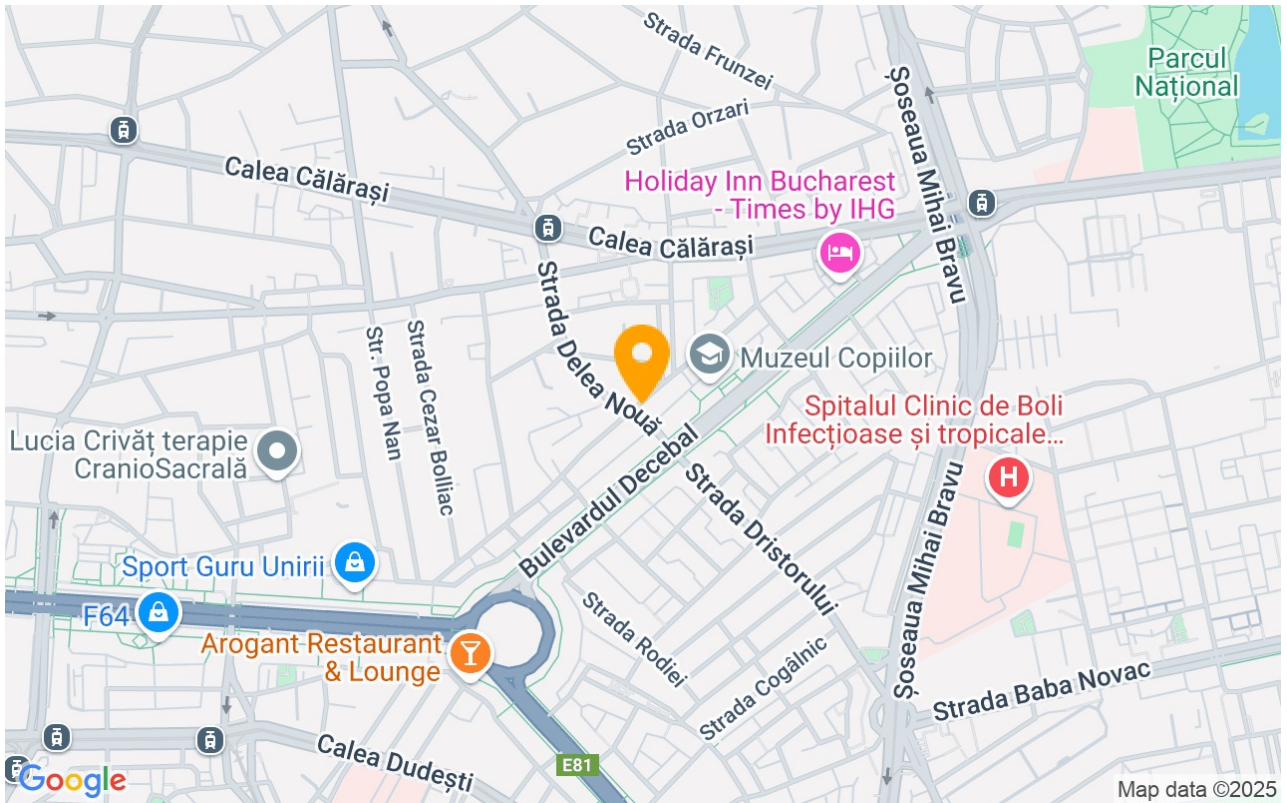 Strada Frunzei
Parcul
Național
Șoseaua Mihai Bravu
Strada Orzari
Calea Călărași
Holiday Inn Bucharest
- Times by IHG
Calea Călărași
Strada Delea Nouă
Str. Popa Nan
Strada Cezar Bolliac
Muzeul Copiilor
Spitalul Clinic de Boli
Infecțioase și tropicale...
H
Lucia Crivăț terapie
CranioSacrală
Bulevardul Decebal
Strada Dristorului
Șoseaua Mihai Bravu
Sport Guru Unirii
F64
Arogant Restaurant
& Lounge
Strada Rodiei
Strada Cogâlnic
Strada Baba Novac
Calea Dudești
E81
Google
Map data ©2025